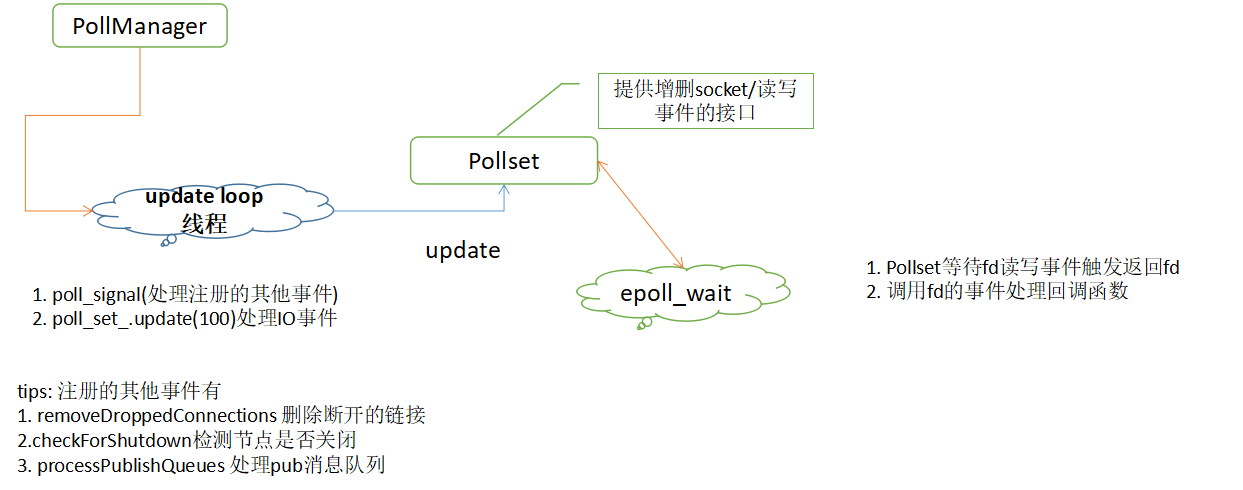 PollManager
提供增删socket/读写
事件的接口
Pollset
update loop
线程
update
epoll_wait
1. Pollset等待fd读写事件触发返回fd
2. 调用fd的事件处理回调函数
1. poll_signal(处理注册的其他事件)
2. poll_set_.update(100)处理IO事件
tips: 注册的其他事件有
1. removeDroppedConnections 删除断开的链接
2.checkForShutdown检测节点是否关闭
3. processPublishQueues 处理pub消息队列